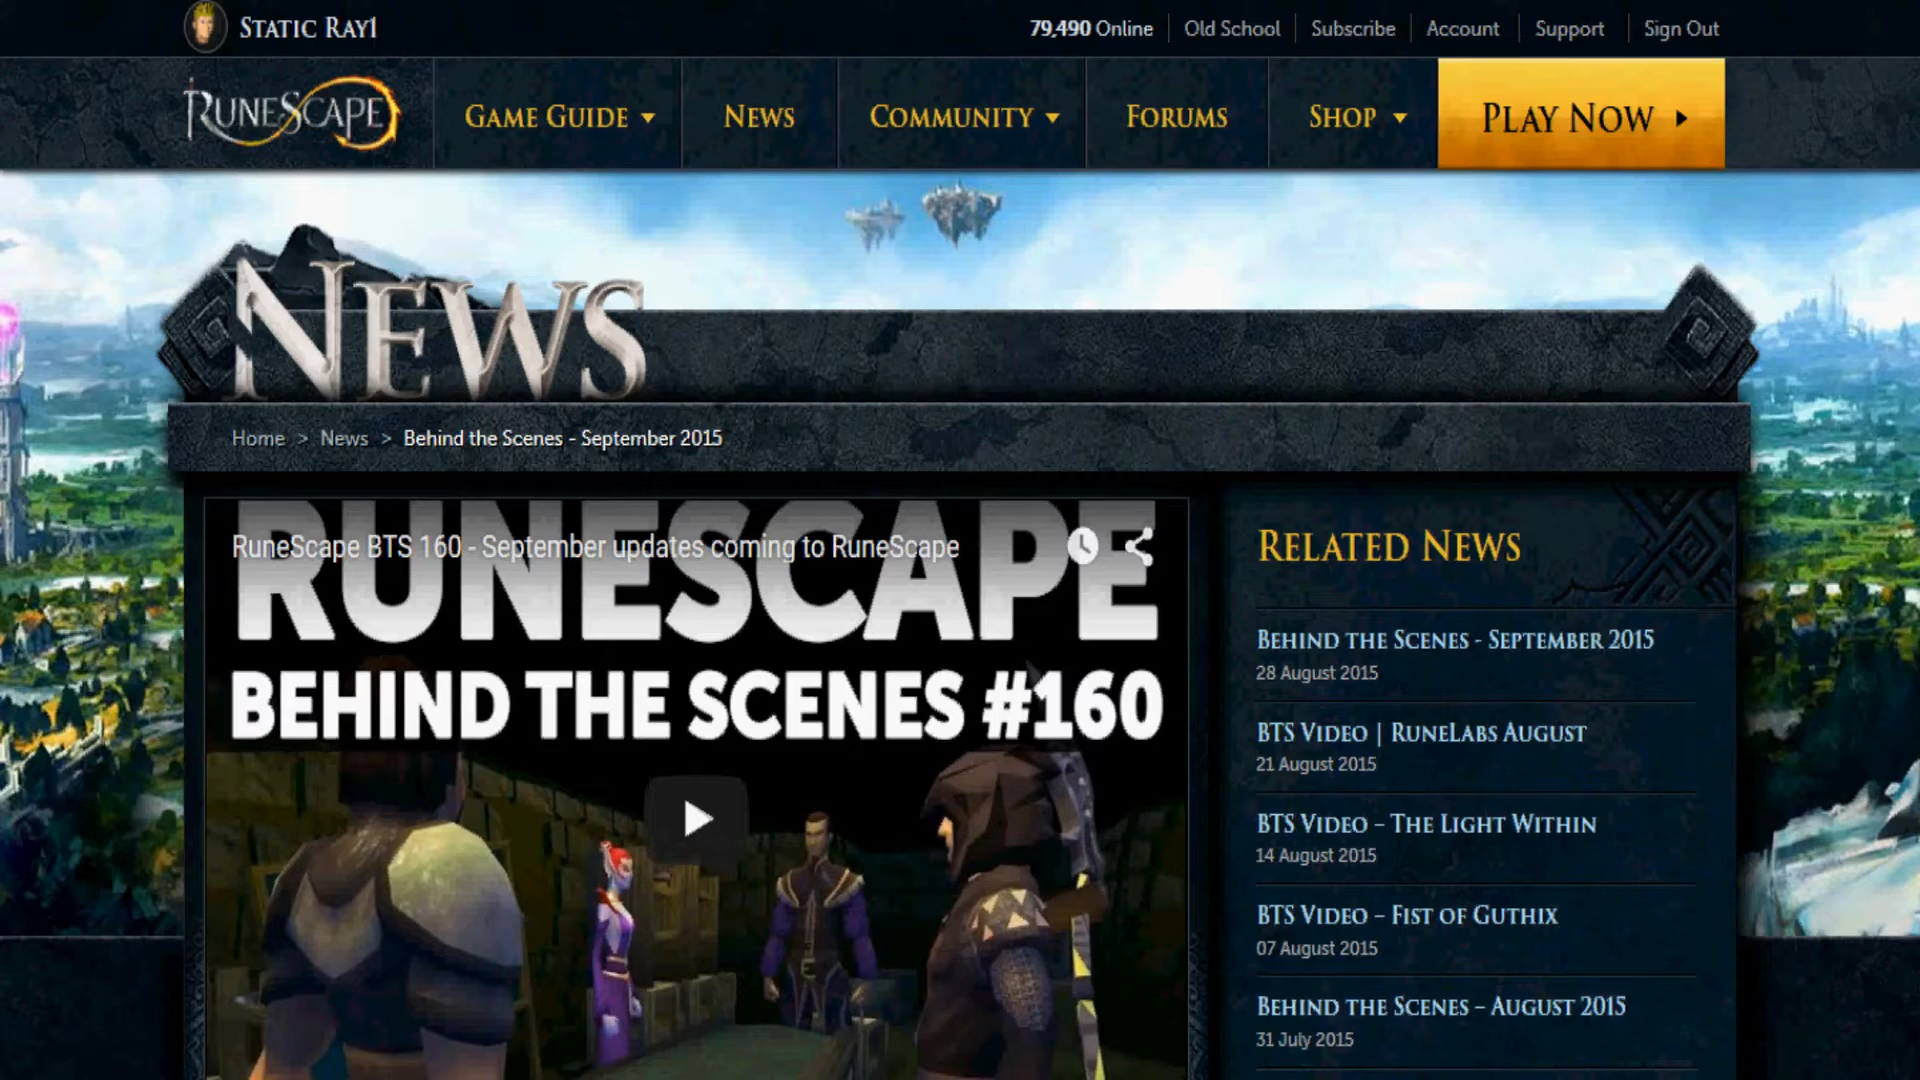 Static Ray1
79,490 Online
Old School
Subscribe
Account
Support
Sign Out
RuneScape
Game Guide
News
Community
Forums
Shop
Play Now
News
Home > News > Behind the Scenes - September 2015
RuneScape BTS 160 - September updates coming to RuneScape
RUNESCAPE
BEHIND THE SCENES #160
Related News
Behind the Scenes - September 2015
28 August 2015
BTS Video | RuneLabs August
21 August 2015
BTS Video – The Light Within
14 August 2015
BTS Video – Fist of Guthix
07 August 2015
Behind the Scenes – August 2015
31 July 2015